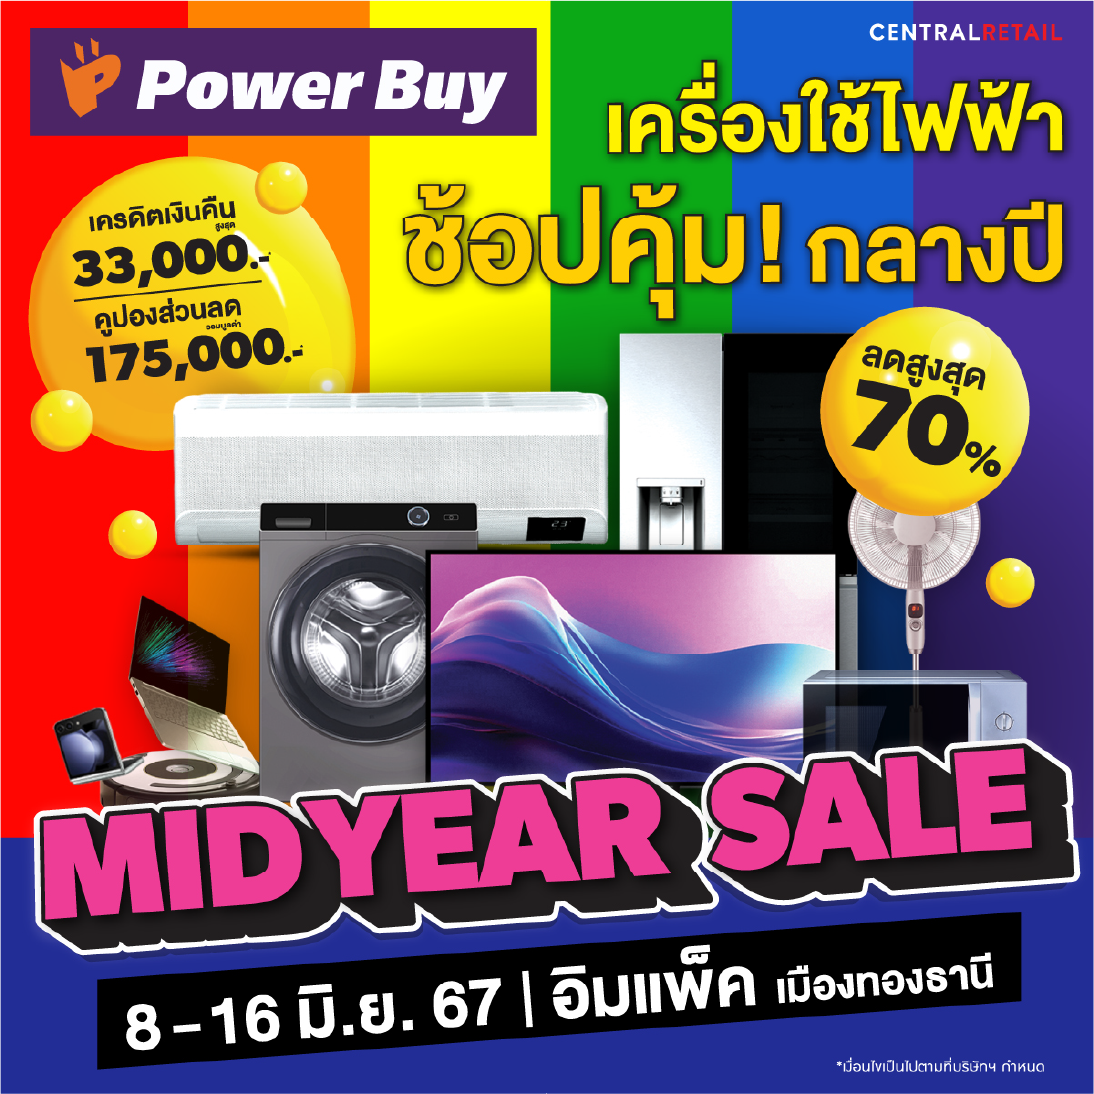 CENTRALRETAIL
Power Buy
เครื่องใช้ไฟฟ้า
ช้อปคุ้ม! กลางปี
เครดิตเงินคืน
สูงสุด
33,000.-*
คูปองส่วนลด
รวมมูลค่า
175,000.-*
ลดสูงสุด
70%
23
MIDYEAR SALE
8 – 16 มิ.ย. 67 | อิมแพ็ค เมืองทองธานี
*เงื่อนไขเป็นไปตามที่บริษัทฯ กำหนด